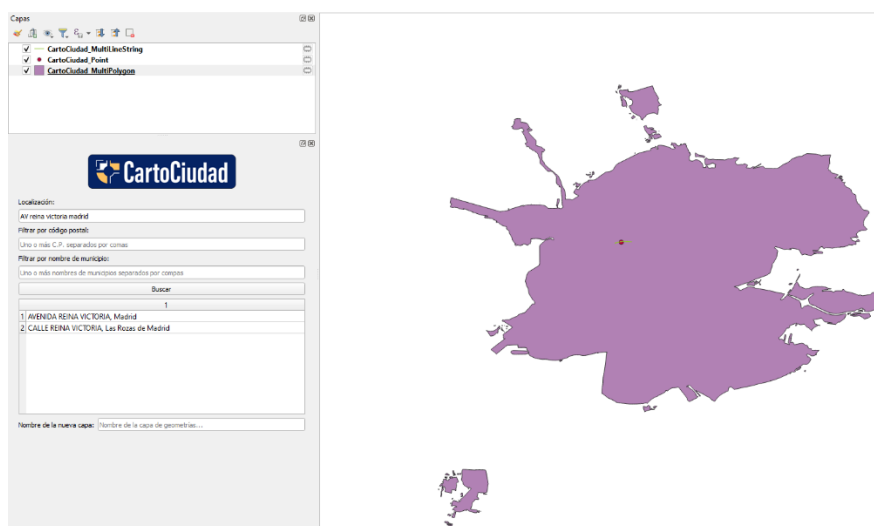 Capas
CartoCiudad_MultiLineString
CartoCiudad_Point
CartoCiudad_MultiPolygon
CartoCiudad
Localización:
AV reina victoria madrid
Filtrar por código postal:
Uno o más C.P. separados por comas
Filtrar por nombre de municipio:
Uno o más nombres de municipios separados por comas
Buscar
1
1 AVENIDA REINA VICTORIA, Madrid
2 CALLE REINA VICTORIA, Las Rozas de Madrid
Nombre de la nueva capa: Nombre de la capa de geometrías...